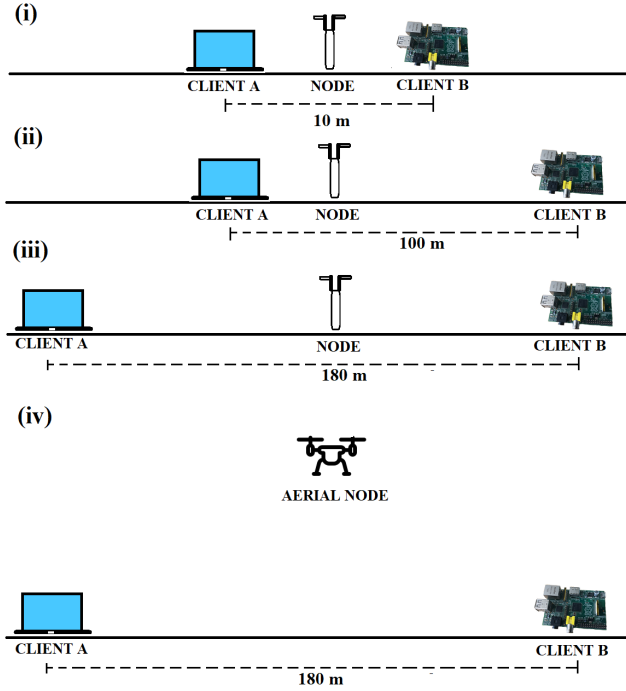 (i)
CLIENT A NODE CLIENT B
10 m
(ii)
CLIENT A NODE CLIENT B
100 m
(iii)
CLIENT A NODE CLIENT B
180 m
(iv)
AERIAL NODE
CLIENT A CLIENT B
180 m